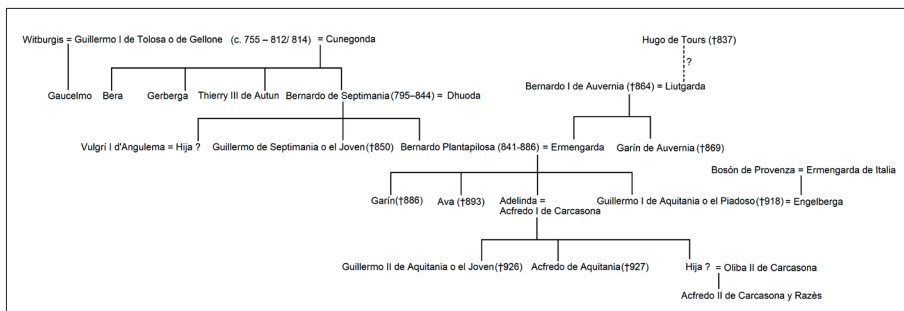 Witburgis = Guillermo I de Tolosa o de Gellone (c. 755 – 812/ 814) = Cunegonda
Hugo de Tours (†837)
?
Bernardo I de Auvernia (†864) = Liutgarda
Gaucelmo Bera Gerberga Thierry III de Autun Bernardo de Septimania (795–844) = Dhuoda
Vulgrí I d'Angulema = Hija ? Guillermo de Septimania o el Joven (†850) Bernardo Plantapilosa (841-886) = Ermengarda Garín de Auvernia (†869)
Bosón de Provenza = Ermengarda de Italia
Garín(†886) Ava (†893) Adelinda = Guillermo I de Aquitania o el Piadoso (†918) = Engelberga
Acfredo I de Carcasona
Guillermo II de Aquitania o el Joven (†926) Acfredo de Aquitania (†927) Hija ? = Oliba II de Carcasona
Acfredo II de Carcasona y Razès